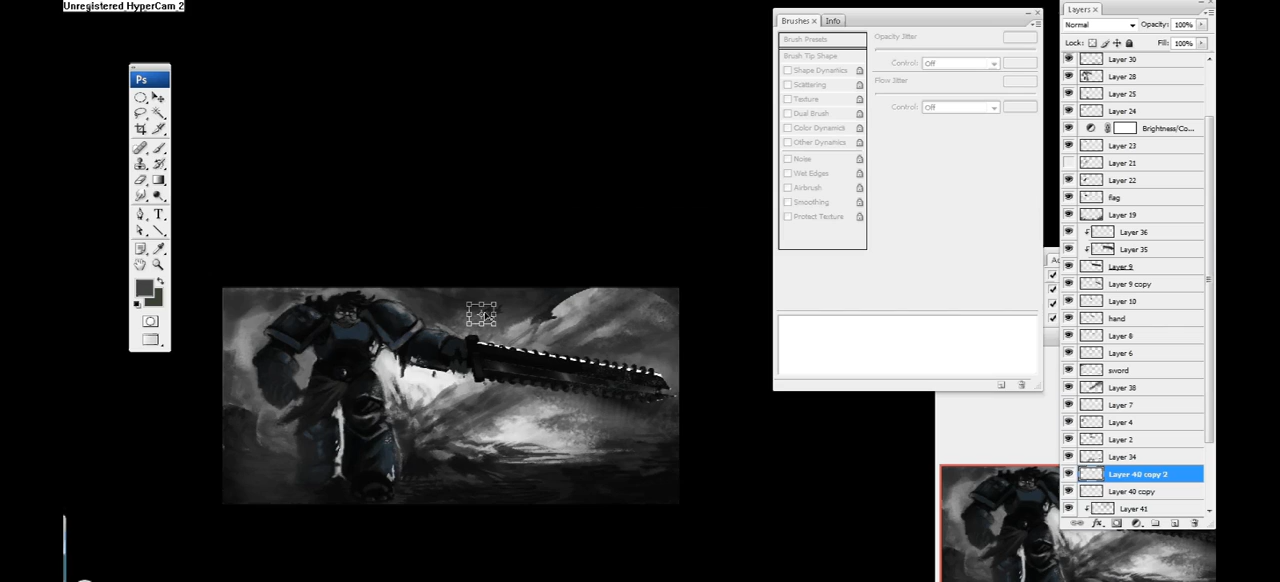 Unregistered HyperCam 2
Ps
T
Brushes × Info
Brush Presets
Brush Tip Shape
Shape Dynamics
Scattering
Texture
Dual Brush
Color Dynamics
Other Dynamics
Noise
Wet Edges
Airbrush
Smoothing
Protect Texture
Opacity Jitter
Control: Off
Flow Jitter
Control: Off
Layers ×
Normal Opacity: 100%
Lock: Fill: 100%
Layer 30
Layer 28
Layer 25
Layer 24
Brightness/Co...
Layer 23
Layer 21
Layer 22
flag
Layer 19
Layer 36
Layer 35
Layer 9
Layer 9 copy
Layer 10
hand
Layer 8
Layer 6
sword
Layer 38
Layer 7
Layer 4
Layer 2
Layer 34
Layer 40 copy 2
Layer 40 copy
Layer 41
fx